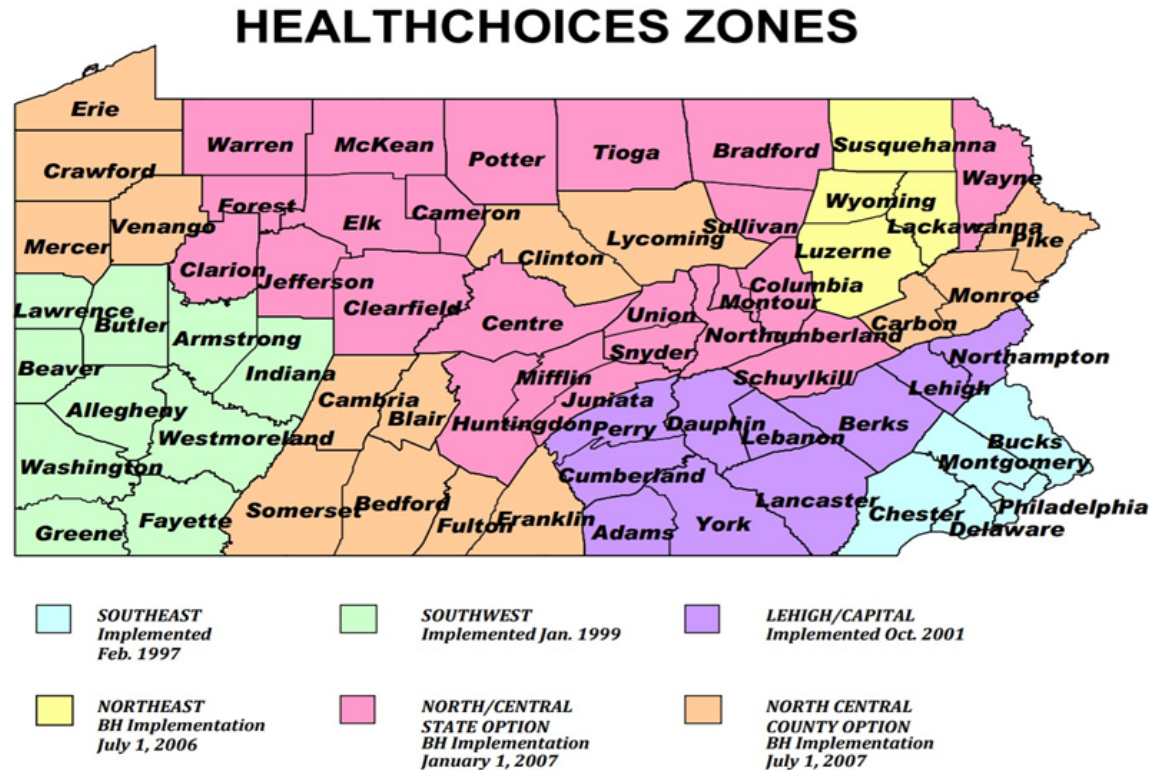 HEALTHCHOICES ZONES
Erie
Warren
McKean
Potter
Tioga
Bradford
Susquehanna
Crawford
Wayne
Forest
Elk
Cameron
Wyoming
Venango
Sullivan
Lackawanna
Mercer
Lycoming
Pike
Clinton
Luzerne
Clarion
Jefferson
Columbia
Monroe
Lawrence
Clearfield
Montour
Butler
Centre
Union
Carbon
Armstrong
Northumberland
Snyder
Northampton
Beaver
Indiana
Mifflin
Schuylkill
Lehigh
Cambria
Juniata
Allegheny
Blair
Huntingdon
Perry
Dauphin
Berks
Westmoreland
Lebanon
Bucks
Washington
Cumberland
Montgomery
Somerset
Bedford
Lancaster
Philadelphia
Fayette
Fulton
Franklin
Chester
Greene
Adams
York
Delaware
SOUTHEAST
Implemented
Feb. 1997
SOUTHWEST
Implemented Jan. 1999
LEHIGH/CAPITAL
Implemented Oct. 2001
NORTHEAST
BH Implementation
July 1, 2006
NORTH/CENTRAL
STATE OPTION
BH Implementation
January 1, 2007
NORTH CENTRAL
COUNTY OPTION
BH Implementation
July 1, 2007